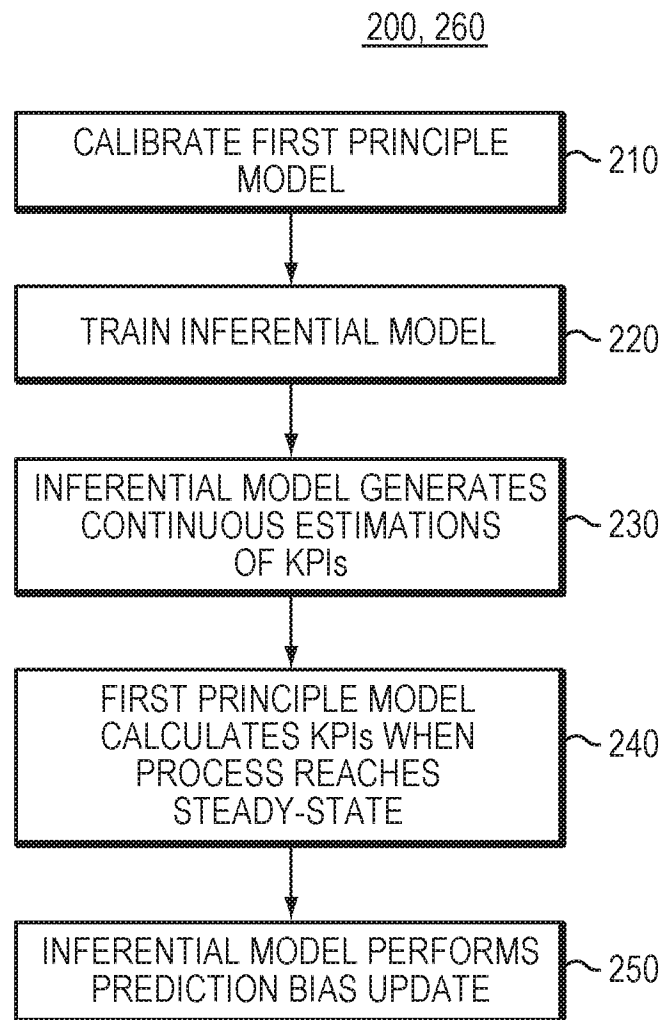 200, 260
CALIBRATE FIRST PRINCIPLE
MODEL
210
TRAIN INFERENTIAL MODEL
220
INFERENTIAL MODEL GENERATES
CONTINUOUS ESTIMATIONS
OF KPIs
230
FIRST PRINCIPLE MODEL
CALCULATES KPIs WHEN
PROCESS REACHES
STEADY-STATE
240
INFERENTIAL MODEL PERFORMS
PREDICTION BIAS UPDATE
250